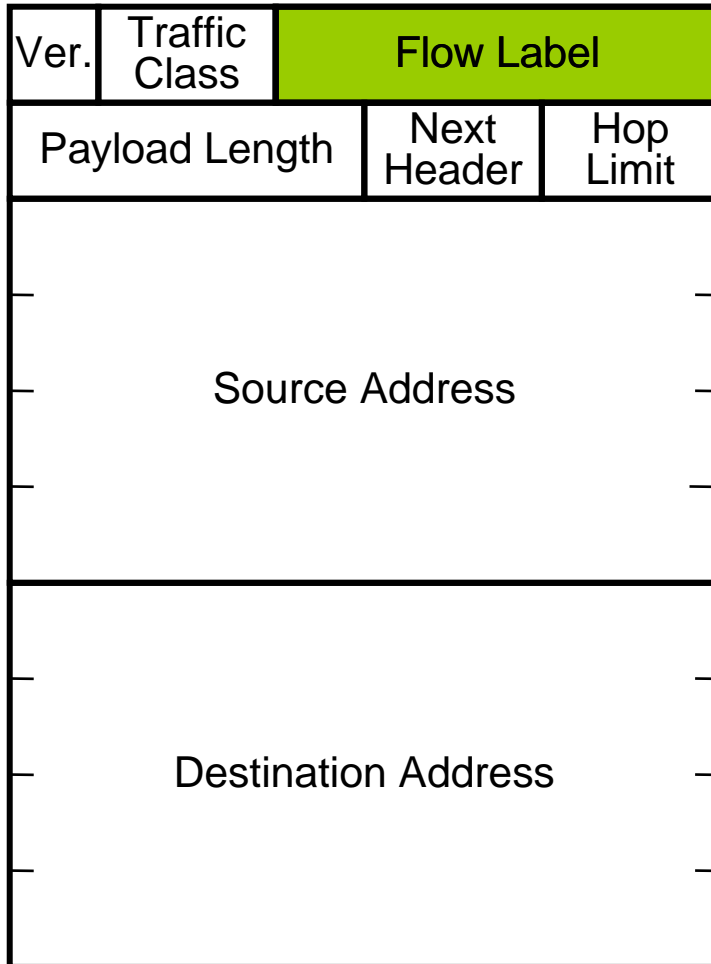 Ver.
Traffic
Class
Flow Label
Payload Length
Next
Header
Hop
Limit
Source Address
Destination Address